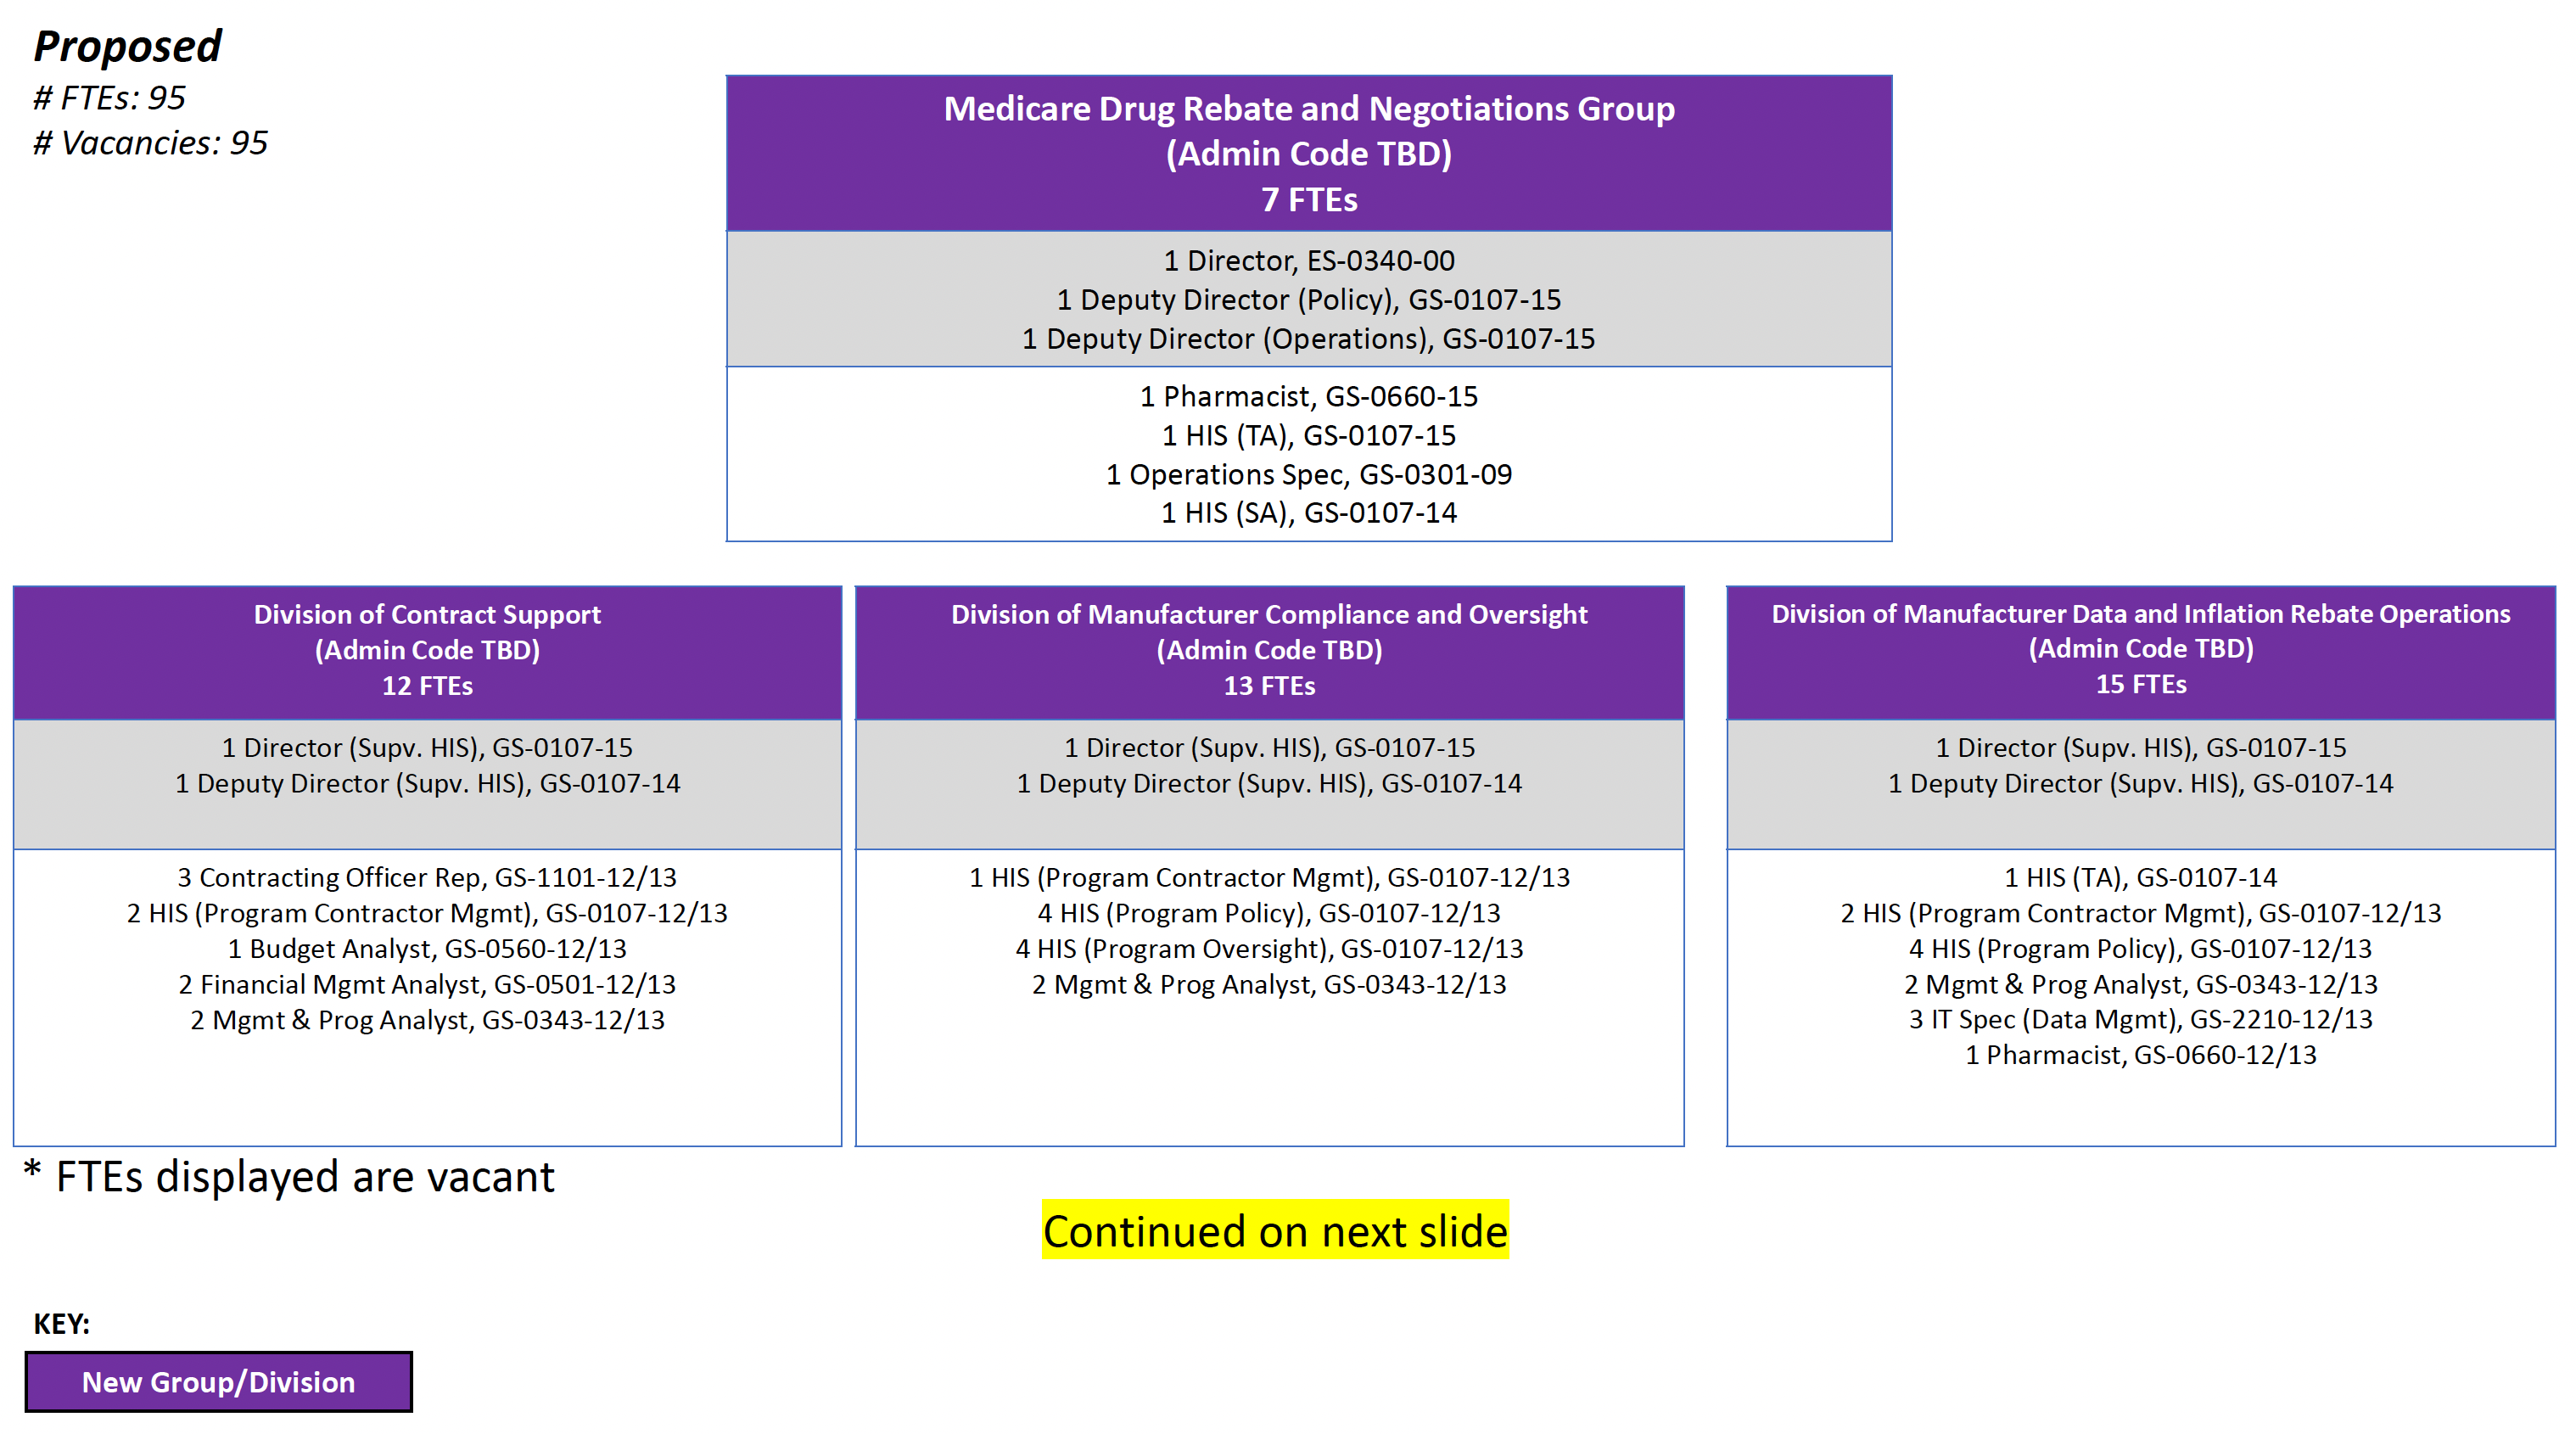 Proposed
# FTEs: 95
# Vacancies: 95
Medicare Drug Rebate and Negotiations Group
(Admin Code TBD)
7 FTEs
1 Director, ES-0340-00
1 Deputy Director (Policy), GS-0107-15
1 Deputy Director (Operations), GS-0107-15
1 Pharmacist, GS-0660-15
1 HIS (TA), GS-0107-15
1 Operations Spec, GS-0301-09
1 HIS (SA), GS-0107-14
Division of Contract Support
(Admin Code TBD)
12 FTEs
1 Director (Supv. HIS), GS-0107-15
1 Deputy Director (Supv. HIS), GS-0107-14
3 Contracting Officer Rep, GS-1101-12/13
2 HIS (Program Contractor Mgmt), GS-0107-12/13
1 Budget Analyst, GS-0560-12/13
2 Financial Mgmt Analyst, GS-0501-12/13
2 Mgmt & Prog Analyst, GS-0343-12/13
Division of Manufacturer Compliance and Oversight
(Admin Code TBD)
13 FTEs
1 Director (Supv. HIS), GS-0107-15
1 Deputy Director (Supv. HIS), GS-0107-14
1 HIS (Program Contractor Mgmt), GS-0107-12/13
4 HIS (Program Policy), GS-0107-12/13
4 HIS (Program Oversight), GS-0107-12/13
2 Mgmt & Prog Analyst, GS-0343-12/13
Division of Manufacturer Data and Inflation Rebate Operations
(Admin Code TBD)
15 FTEs
1 Director (Supv. HIS), GS-0107-15
1 Deputy Director (Supv. HIS), GS-0107-14
1 HIS (TA), GS-0107-14
2 HIS (Program Contractor Mgmt), GS-0107-12/13
4 HIS (Program Policy), GS-0107-12/13
2 Mgmt & Prog Analyst, GS-0343-12/13
3 IT Spec (Data Mgmt), GS-2210-12/13
1 Pharmacist, GS-0660-12/13
* FTEs displayed are vacant
Continued on next slide
KEY:
New Group/Division